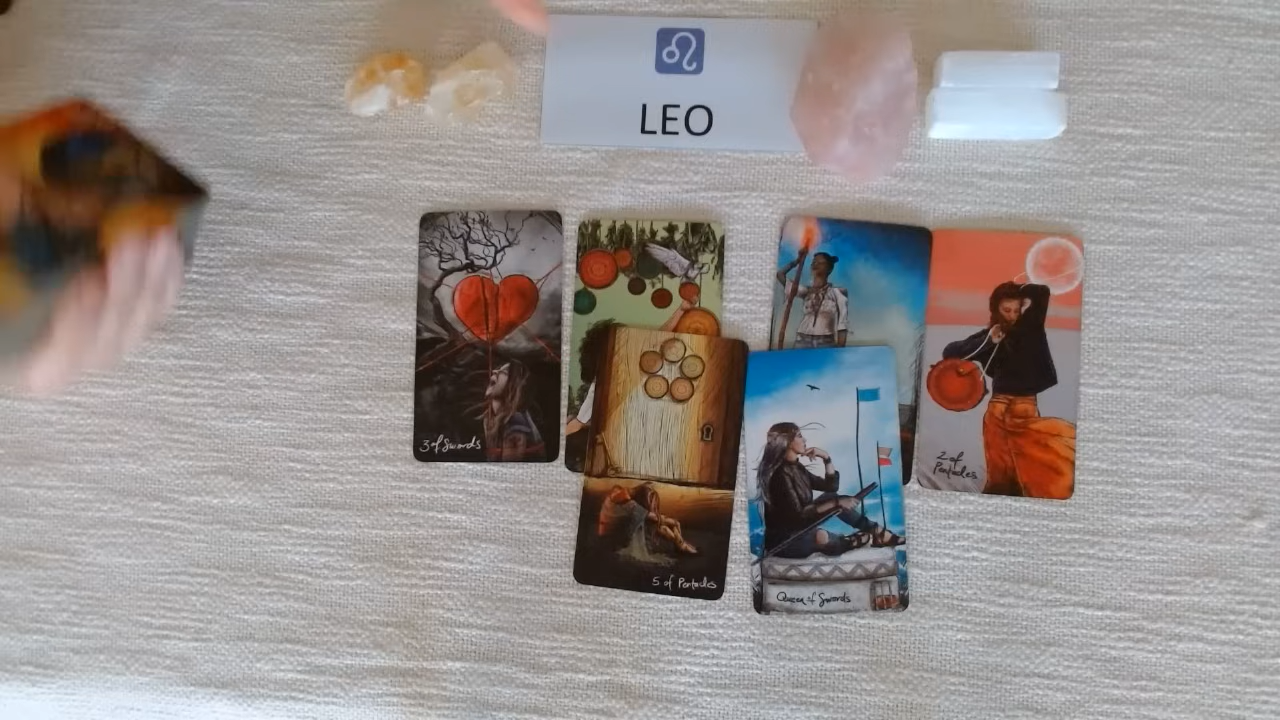 LEO
3 of Swords
2 of
Pentacles
5 of Pentacles
Queen of Swords